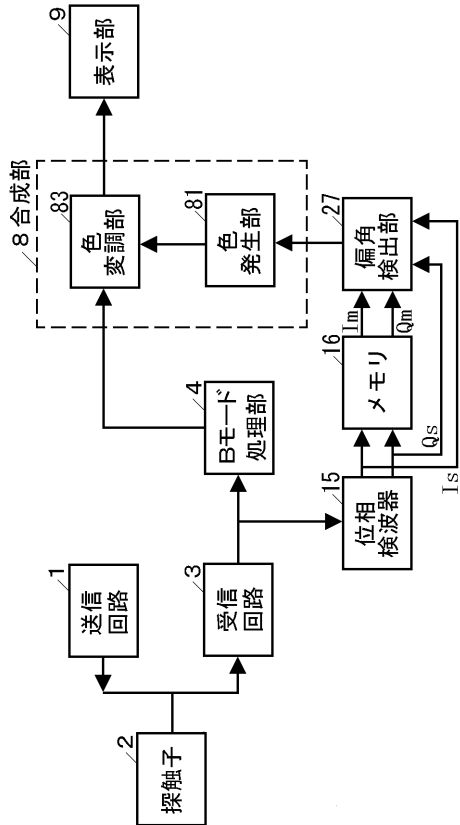 2
探触子
1
送信
回路
3
受信
回路
4
Bモード
処理部
15
位相
検波器
16
メモリ
Im
Qm
Qs
Is
27
偏角
検出部
8 合成部
83
色
変調部
81
色
発生部
9
表示部